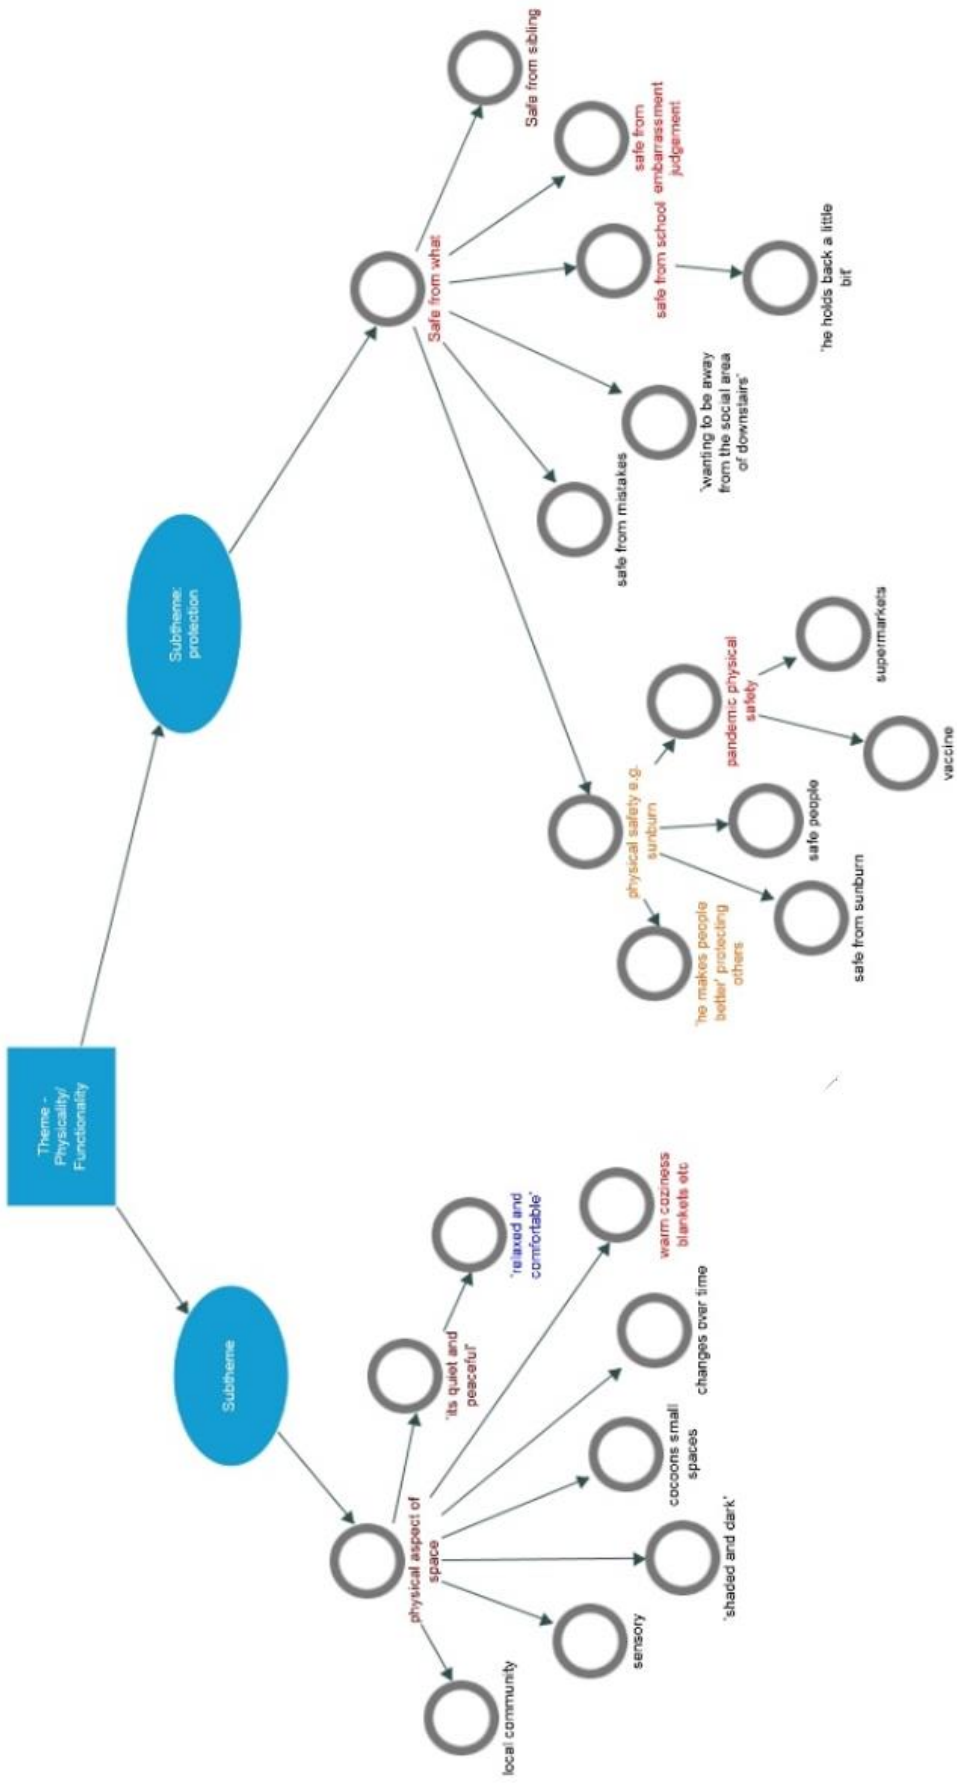 Theme -
Physicality/
Functionality
Subtheme
Subtheme:
protection
physical aspect of
space
local community
sensory
'shaded and dark'
cocoons small
spaces
changes over time
warm coziness
blankets etc
'its quiet and
peaceful'
'relaxed and
comfortable'
Safe from what
physical safety e.g.
sunburn
'he makes people
better' protecting
others
safe from sunburn
safe people
pandemic physical
safety
vaccine
supermarkets
safe from mistakes
'wanting to be away
from the social area
of downstairs'
safe from school
'he holds back a little
bit'
safe from
embarrassment
judgement
Safe from sibling